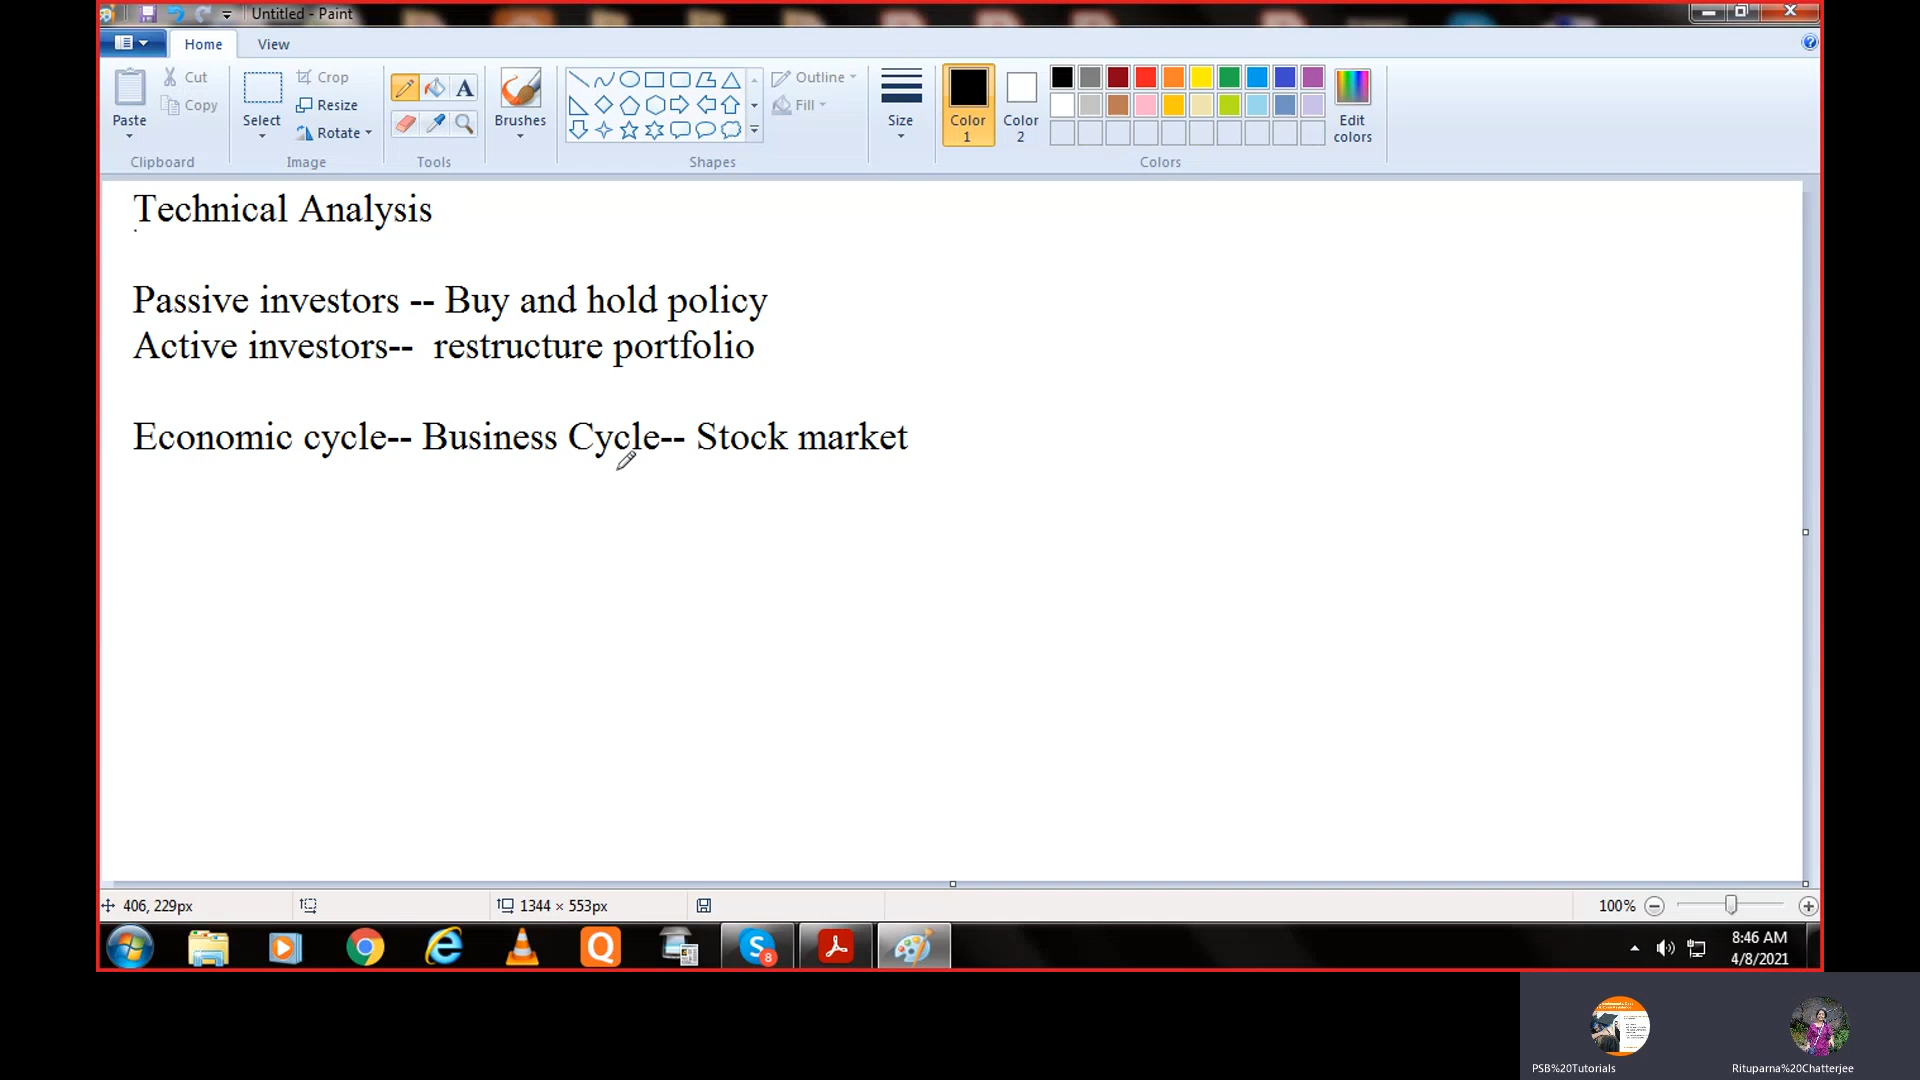 Untitled - Paint
Home View
Paste
Cut
Copy
Clipboard
Select
Crop
Resize
Rotate
Image
Tools
Brushes
Shapes
Outline
Fill
Size
Color 1
Color 2
Edit colors
Colors
Technical Analysis
Passive investors -- Buy and hold policy
Active investors-- restructure portfolio
Economic cycle-- Business Cycle-- Stock market
406, 229px
1344 × 553px
100%
8:46 AM
4/8/2021
PSB%20Tutorials
Rituparna%20Chatterjee